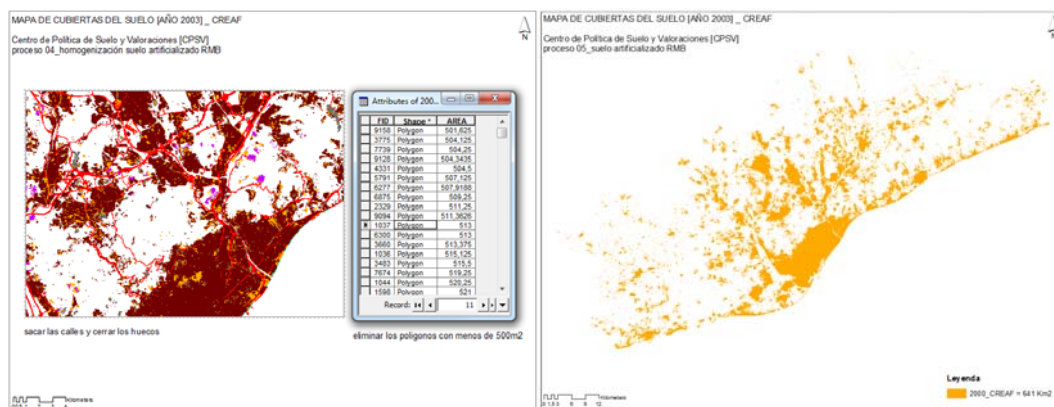 MAPA DE CUBIERTAS DEL SUELO [AÑO 2003] _ CREAF
Centro de Política de Suelo y Valoraciones [CPSV]
proceso 04_homogenización suelo artificializado RMB
N
Attributes of 200...
FID Shape * AREA
9158 Polygon 501,625
3775 Polygon 504,125
7739 Polygon 504,25
9128 Polygon 504,3435
4331 Polygon 504,5
5791 Polygon 507,125
6277 Polygon 507,9188
6875 Polygon 509,25
2329 Polygon 511,25
9094 Polygon 511,3626
1037 Polygon 513
6300 Polygon 513
3660 Polygon 513,375
1036 Polygon 515,125
3483 Polygon 515,5
7674 Polygon 519,25
1044 Polygon 520,25
1598 Polygon 521
Record: 11
sacar las calles y cerrar los huecos
eliminar los poligonos con menos de 500m2
Kilometers
MAPA DE CUBIERTAS DEL SUELO [AÑO 2003] _ CREAF
Centro de Política de Suelo y Valoraciones [CPSV]
proceso 05_suelo artificializado RMB
N
Leyenda
2000_CREAF = 641 Km2
Kilometers